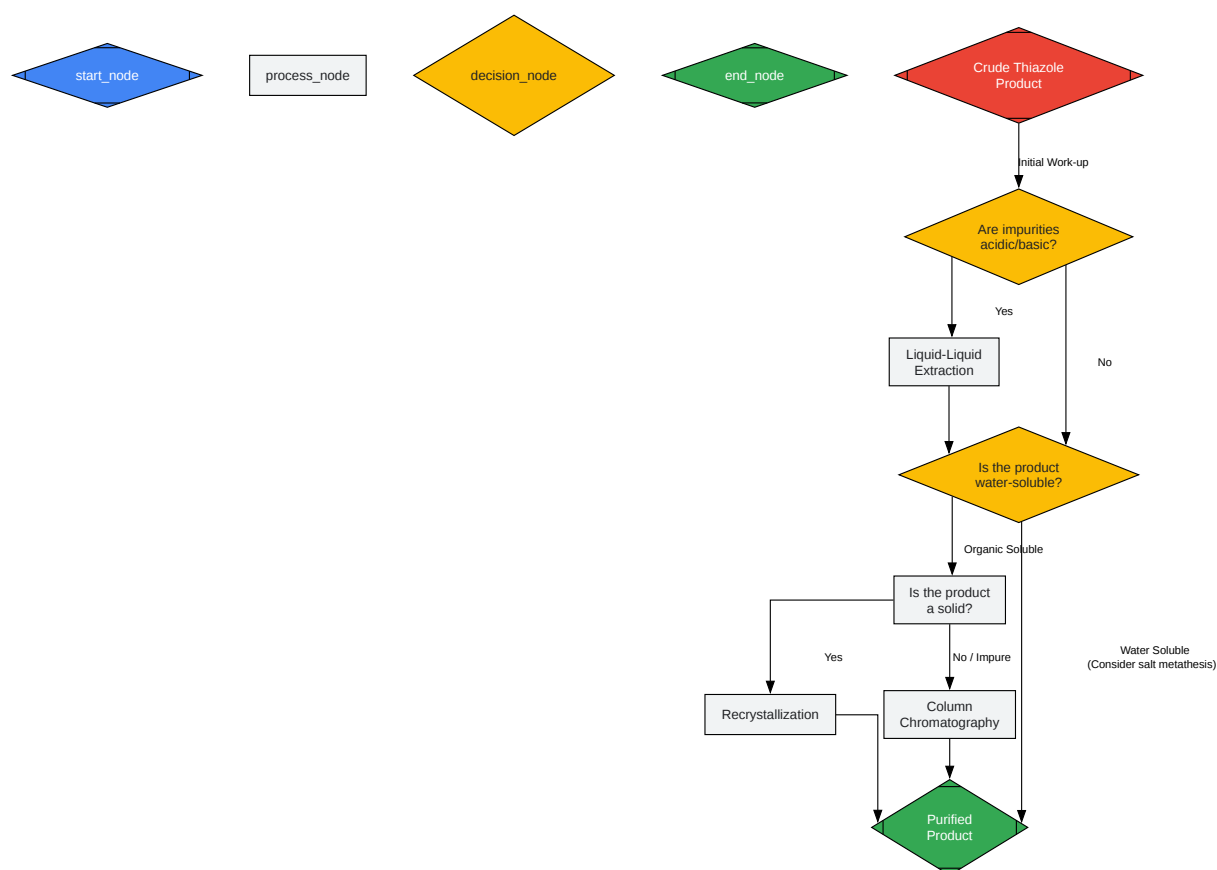 start_node
process_node
decision_node
end_node
Crude Thiazole
Product
Initial Work-up
Are impurities
acidic/basic?
Yes
Liquid-Liquid
Extraction
No
Is the product
water-soluble?
Organic Soluble
Is the product
a solid?
Water Soluble
(Consider salt metathesis)
Yes
No / Impure
Recrystallization
Column
Chromatography
Purified
Product